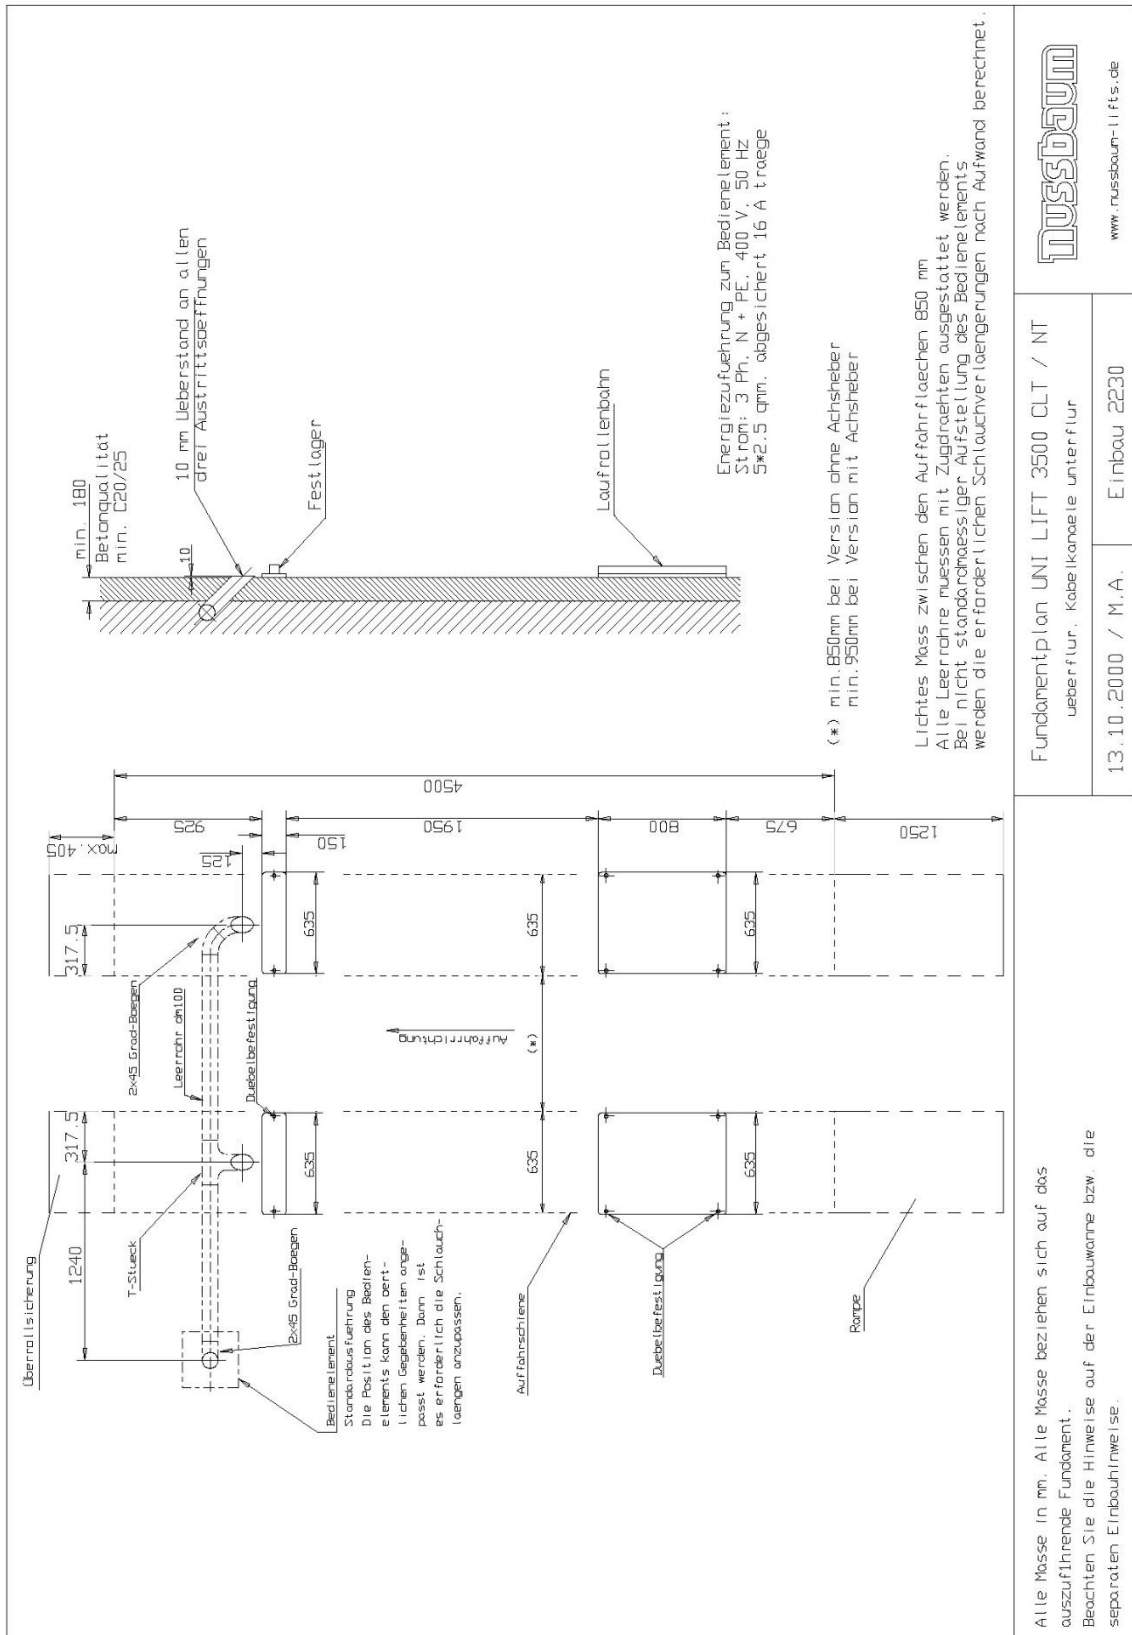 Überrollsicherung
1240
317.5
317.5
T-Stueck
2x45 Grad-Boegen
Leerrohr dm100
Duebelbefestigung
max. 405
925
125
150
4500
1950
800
675
1250
2x45 Grad-Boegen
Bedienelement
Standardausfuehrung
Die Position des Bedien-
elements kann den oert-
lichen Gegebenheiten ange-
passt werden. Dann ist
es erforderlich die Schlauch-
laengen anzupassen.
635
635
Auffahrrichtung
(*)
635
635
Auffahrschiene
Duebelbefestigung
635
635
Rampe
min. 180
Betonqualität
min. C20/25
10
10 mm Ueberstand an allen
drei Austrittsoeffnungen
Festlager
Laufrollenbahn
Energiezufuehrung zum Bedienelement:
Strom: 3 Ph, N + PE, 400 V, 50 HZ
5*2.5 qmm, abgesichert 16 A traege
(*) min.850mm bei Version ohne Achsheber
min.950mm bei Version mit Achsheber
Lichtes Mass zwischen den Auffahrflaechen 850 mm
Alle Leerrohre muessen mit Zugdraehten ausgestattet werden.
Bei nicht standardmaessiger Aufstellung des Bedienelements
werden die erforderlichen Schlauchverlaengerungen nach Aufwand berechnet.
Alle Masse in mm. Alle Masse beziehen sich auf das
auszufihrende Fundament.
Beachten Sie die Hinweise auf der Einbauwanne bzw. die
separaten Einbauhinweise.
Fundamentplan UNI LIFT 3500 CLT / NT
ueberflur, Kabelkanaele unterflur
13.10.2000 / M.A.
Einbau 2230
nussbaum
www.nussbaum-lifts.de